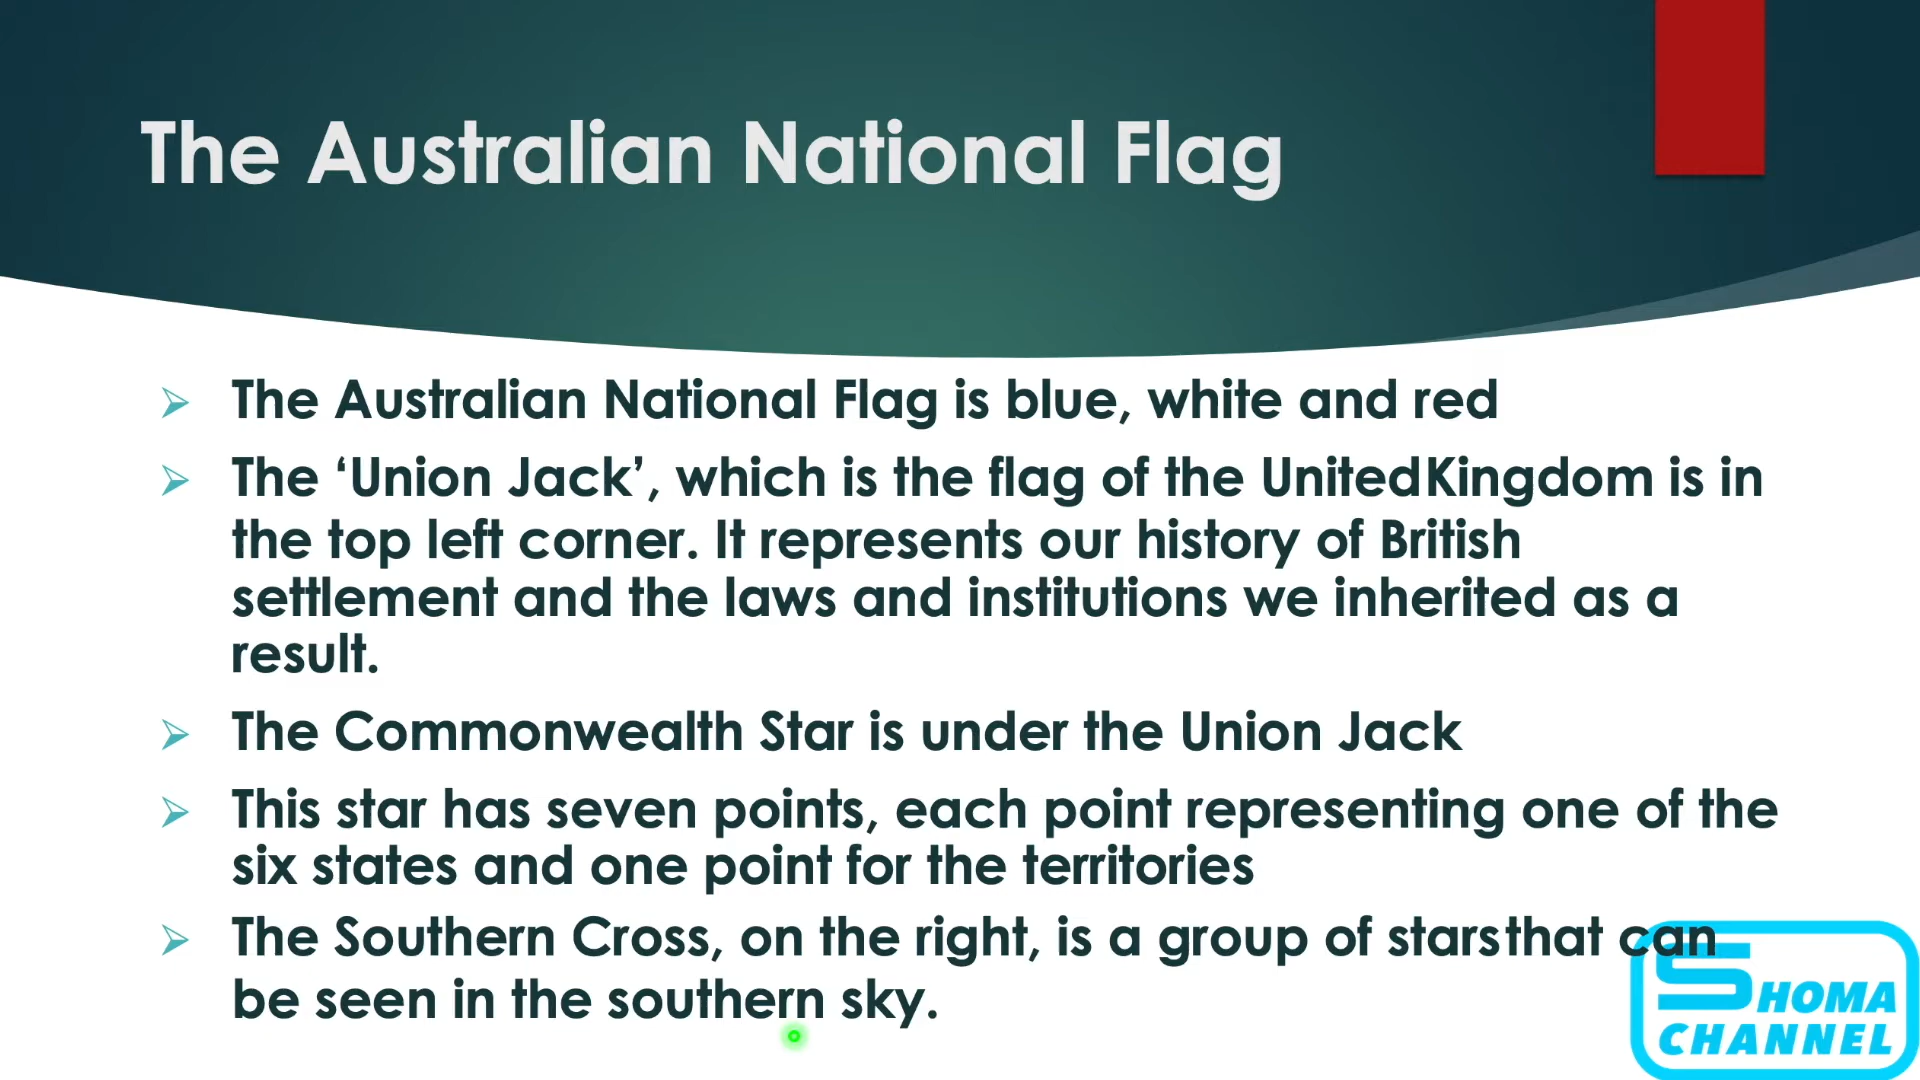 The Australian National Flag
The Australian National Flag is blue, white and red
The ‘Union Jack’, which is the flag of the UnitedKingdom is in
the top left corner. It represents our history of British
settlement and the laws and institutions we inherited as a
result.
The Commonwealth Star is under the Union Jack
This star has seven points, each point representing one of the
six states and one point for the territories
The Southern Cross, on the right, is a group of starsthat can
be seen in the southern sky.
SHOMA
CHANNEL